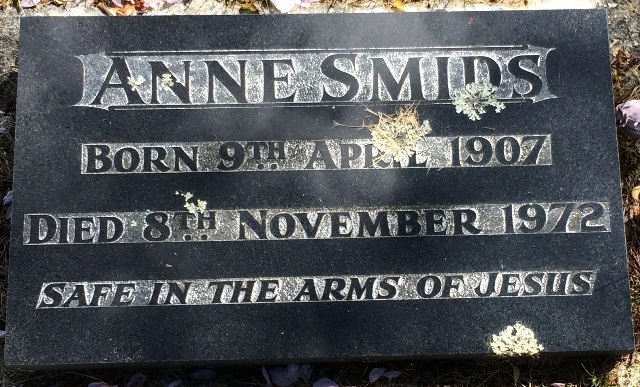 ANNE SMIDS
BORN 9TH APRIL 1907
DIED 8TH NOVEMBER 1972
SAFE IN THE ARMS OF JESUS